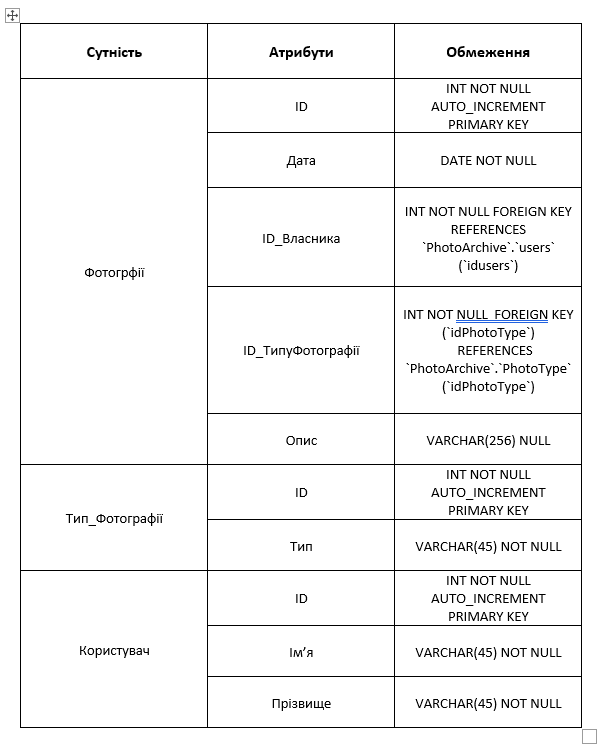 Сутність
Атрибути
Обмеження
Фотогрфії
ID
INT NOT NULL
AUTO_INCREMENT
PRIMARY KEY
Дата
DATE NOT NULL
ID_Власника
INT NOT NULL FOREIGN KEY
REFERENCES
`PhotoArchive`.`users`
(`idusers`)
ID_ТипуФотографії
INT NOT NULL  FOREIGN KEY
(`idPhotoType`)
REFERENCES
`PhotoArchive`.`PhotoType`
(`idPhotoType`)
Опис
VARCHAR(256) NULL
Тип_Фотографії
ID
INT NOT NULL
AUTO_INCREMENT
PRIMARY KEY
Тип
VARCHAR(45) NOT NULL
Користувач
ID
INT NOT NULL
AUTO_INCREMENT
PRIMARY KEY
Ім’я
VARCHAR(45) NOT NULL
Прізвище
VARCHAR(45) NOT NULL